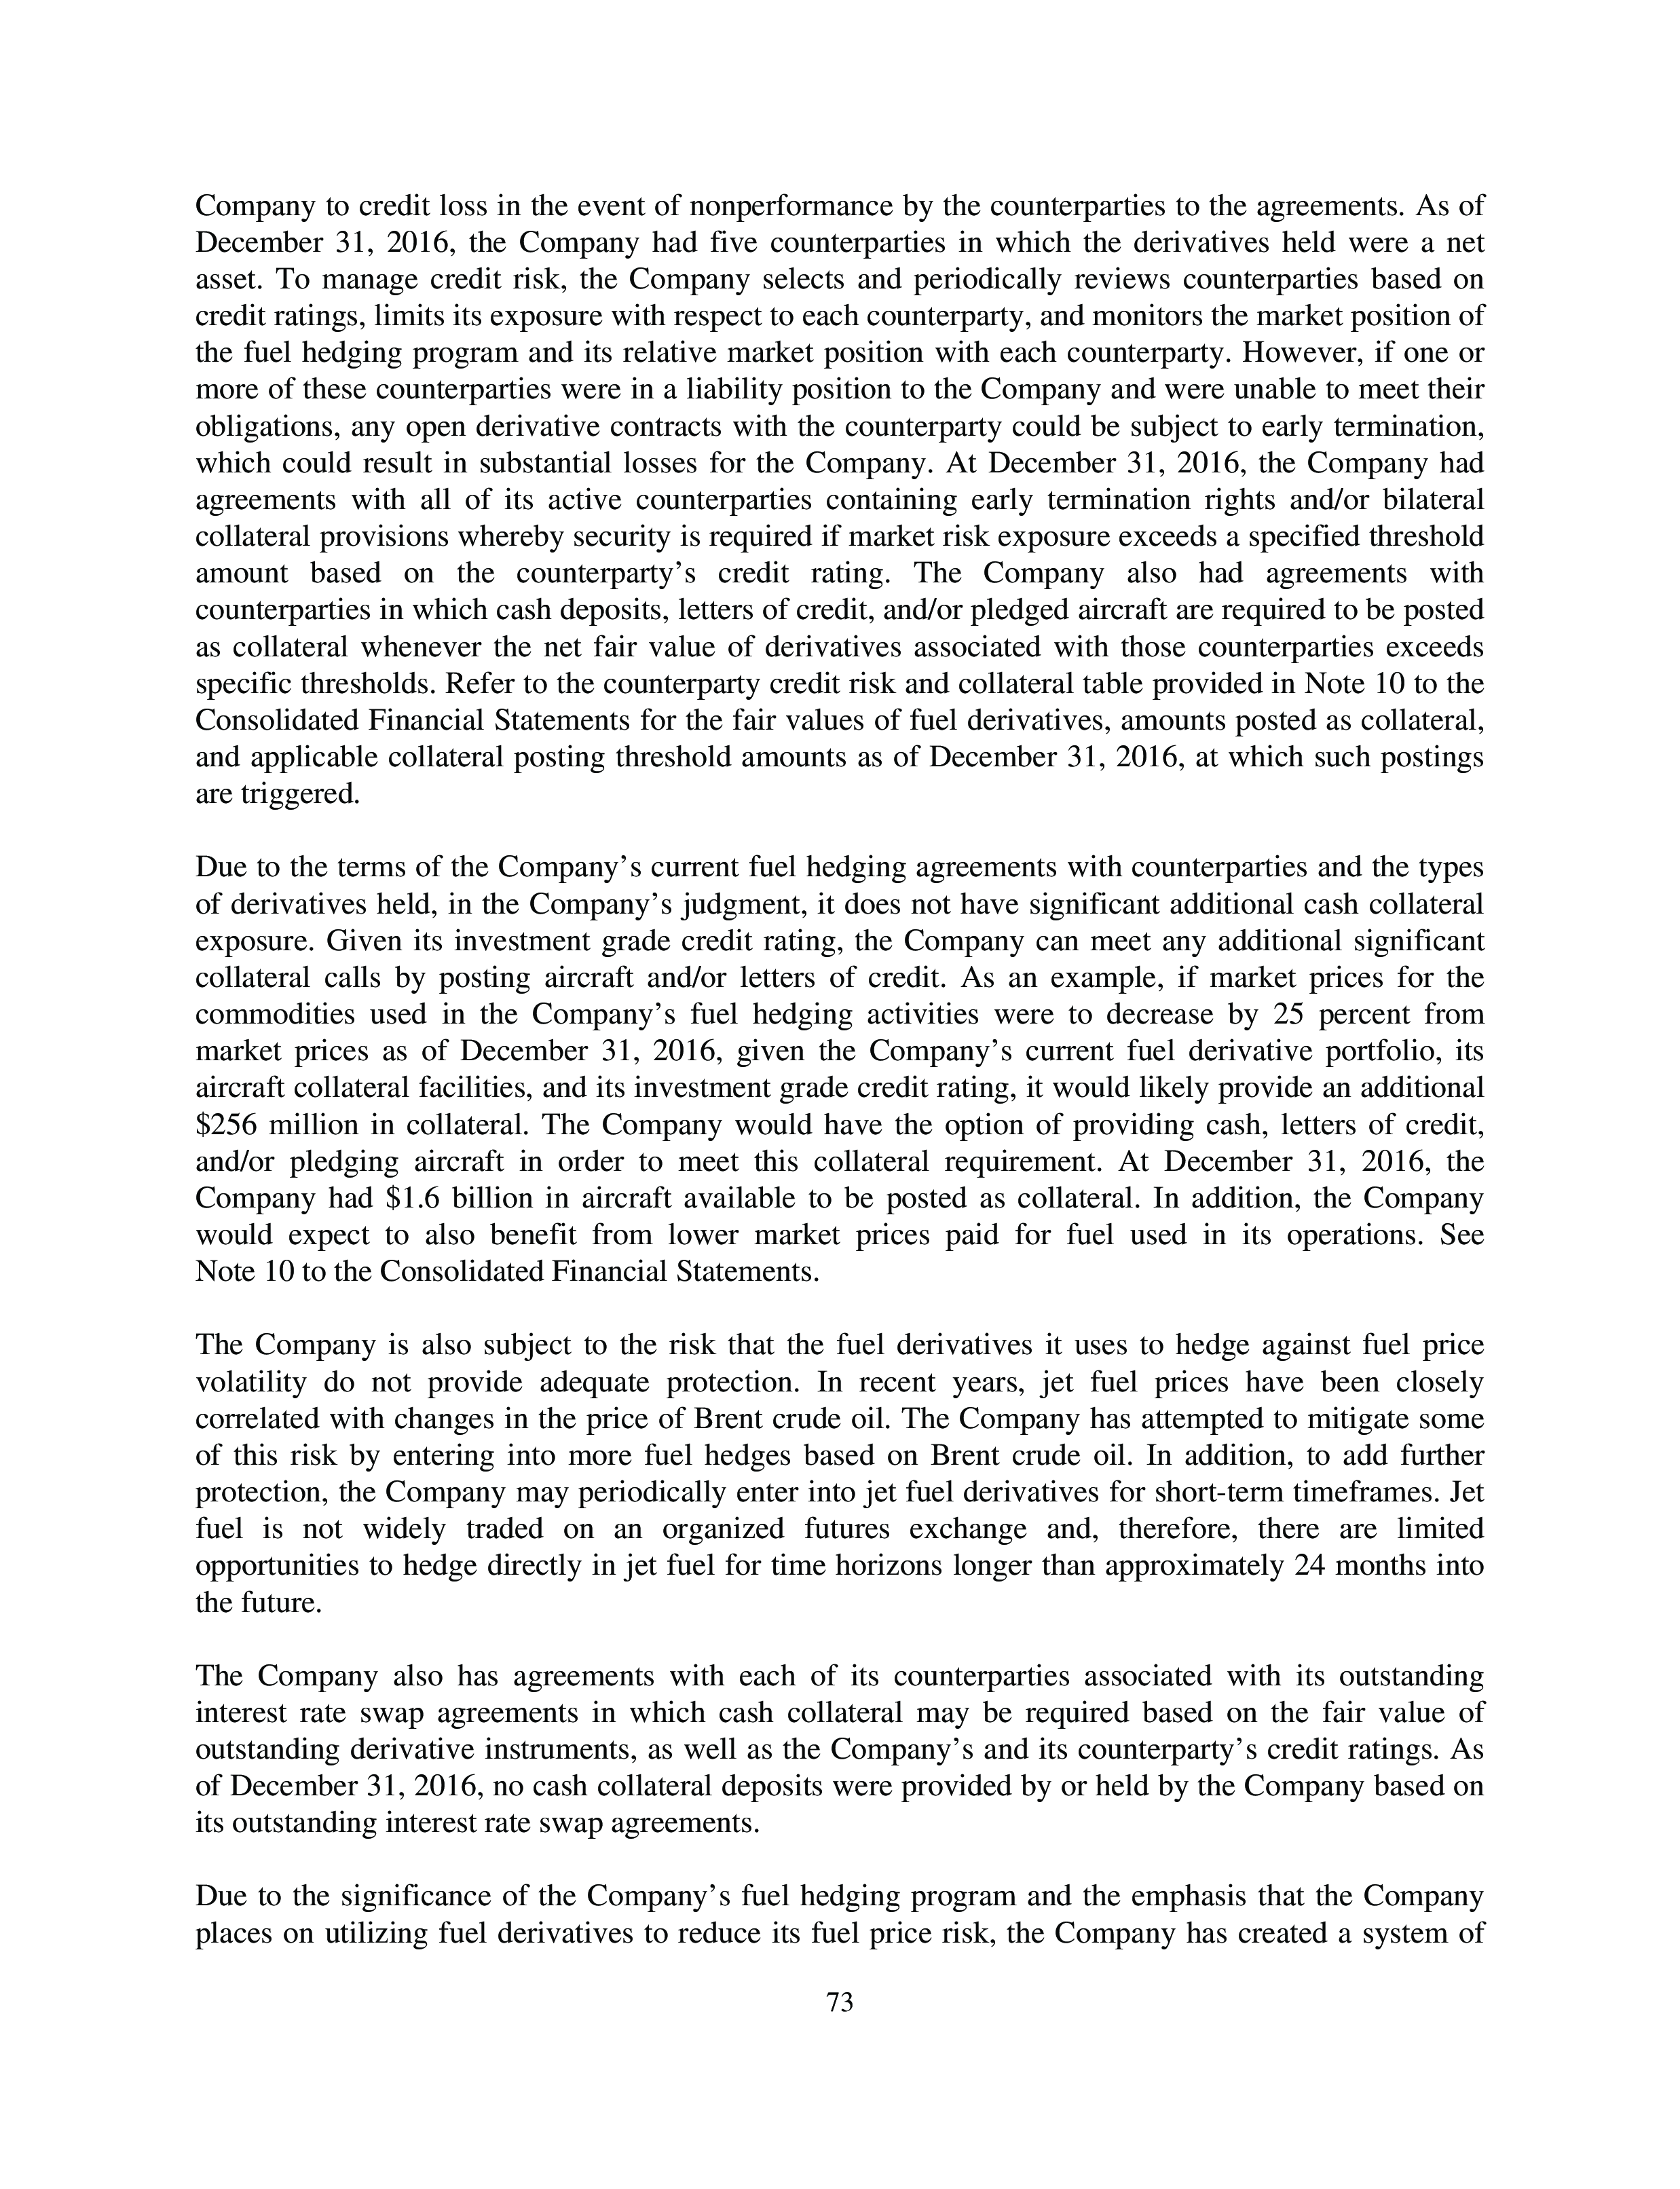 Company to credit loss in the event of nonperformance by the counterparties to the agreements. As of
December 31, 2016, the Company had five counterparties in which the derivatives held were a net
asset. To manage credit risk, the Company selects and periodically reviews counterparties based on
credit ratings, limits its exposure with respect to each counterparty, and monitors the market position of
the fuel hedging program and its relative market position with each counterparty. However, if one or
more of these counterparties were in a liability position to the Company and were unable to meet their
obligations, any open derivative contracts with the counterparty could be subject to early termination,
which could result in substantial losses for the Company. At December 31, 2016, the Company had
agreements with all of its active counterparties containing early termination rights and/or bilateral
collateral provisions whereby security is required if market risk exposure exceeds a specified threshold
amount based on the counterparty’s credit rating. The Company also had agreements with
counterparties in which cash deposits, letters of credit, and/or pledged aircraft are required to be posted
as collateral whenever the net fair value of derivatives associated with those counterparties exceeds
specific thresholds. Refer to the counterparty credit risk and collateral table provided in Note 10 to the
Consolidated Financial Statements for the fair values of fuel derivatives, amounts posted as collateral,
and applicable collateral posting threshold amounts as of December 31, 2016, at which such postings
are triggered.
Due to the terms of the Company’s current fuel hedging agreements with counterparties and the types
of derivatives held, in the Company’s judgment, it does not have significant additional cash collateral
exposure. Given its investment grade credit rating, the Company can meet any additional significant
collateral calls by posting aircraft and/or letters of credit. As an example, if market prices for the
commodities used in the Company’s fuel hedging activities were to decrease by 25 percent from
market prices as of December 31, 2016, given the Company’s current fuel derivative portfolio, its
aircraft collateral facilities, and its investment grade credit rating, it would likely provide an additional
$256 million in collateral. The Company would have the option of providing cash, letters of credit,
and/or pledging aircraft in order to meet this collateral requirement. At December 31, 2016, the
Company had $1.6 billion in aircraft available to be posted as collateral. In addition, the Company
would expect to also benefit from lower market prices paid for fuel used in its operations. See
Note 10 to the Consolidated Financial Statements.
The Company is also subject to the risk that the fuel derivatives it uses to hedge against fuel price
volatility do not provide adequate protection. In recent years, jet fuel prices have been closely
correlated with changes in the price of Brent crude oil. The Company has attempted to mitigate some
of this risk by entering into more fuel hedges based on Brent crude oil. In addition, to add further
protection, the Company may periodically enter into jet fuel derivatives for short-term timeframes. Jet
fuel is not widely traded on an organized futures exchange and, therefore, there are limited
opportunities to hedge directly in jet fuel for time horizons longer than approximately 24 months into
the future.
The Company also has agreements with each of its counterparties associated with its outstanding
interest rate swap agreements in which cash collateral may be required based on the fair value of
outstanding derivative instruments, as well as the Company’s and its counterparty’s credit ratings. As
of December 31, 2016, no cash collateral deposits were provided by or held by the Company based on
its outstanding interest rate swap agreements.
Due to the significance of the Company’s fuel hedging program and the emphasis that the Company
places on utilizing fuel derivatives to reduce its fuel price risk, the Company has created a system of
73